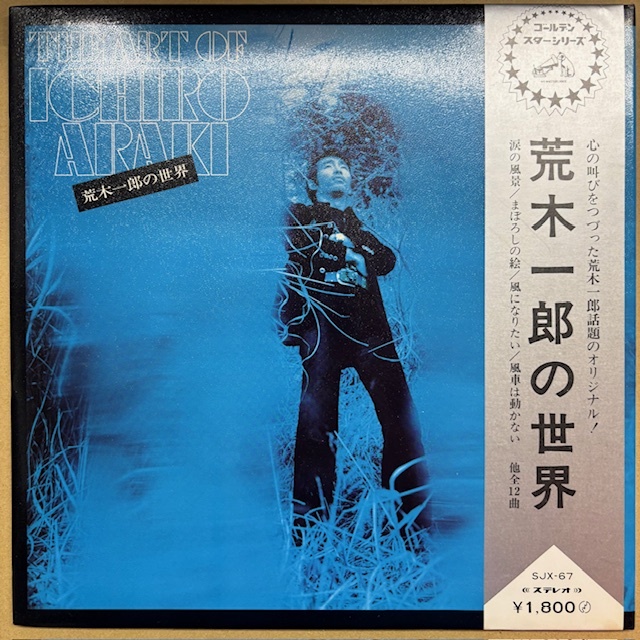 THE ART OF
ICHIRO
ARAKI
荒木一郎の世界
ゴールデン
スターシリーズ
心の叫びをつづった荒木一郎話題のオリジナル!
荒木一郎の世界
涙の風景/まぼろしの絵/風になりたい/風車は動かない 他全12曲
SJX-67
ステレオ
¥1,800